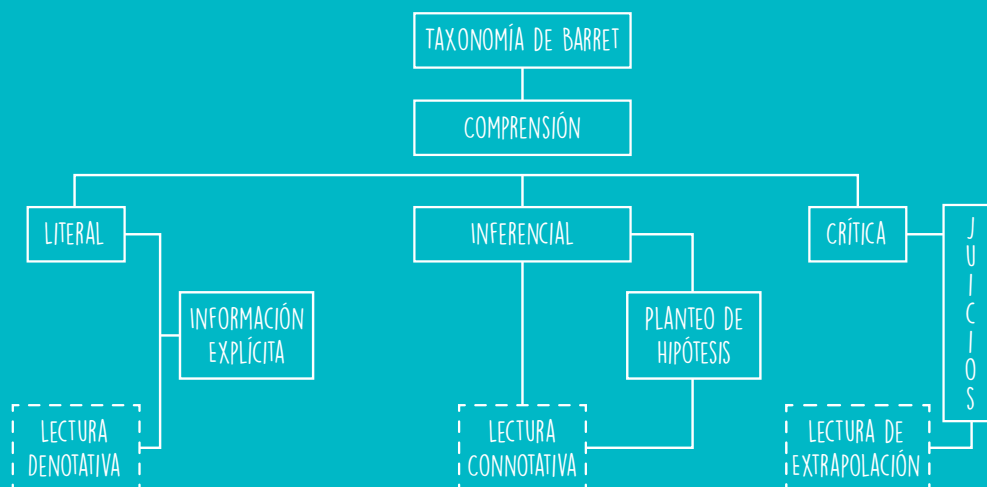 TAXONOMÍA DE BARRET
COMPRENSIÓN
LITERAL
INFERENCIAL
CRÍTICA
JUICIOS
INFORMACIÓN
EXPLÍCITA
PLANTEO DE
HIPÓTESIS
LECTURA
DENOTATIVA
LECTURA
CONNOTATIVA
LECTURA DE
EXTRAPOLACIÓN